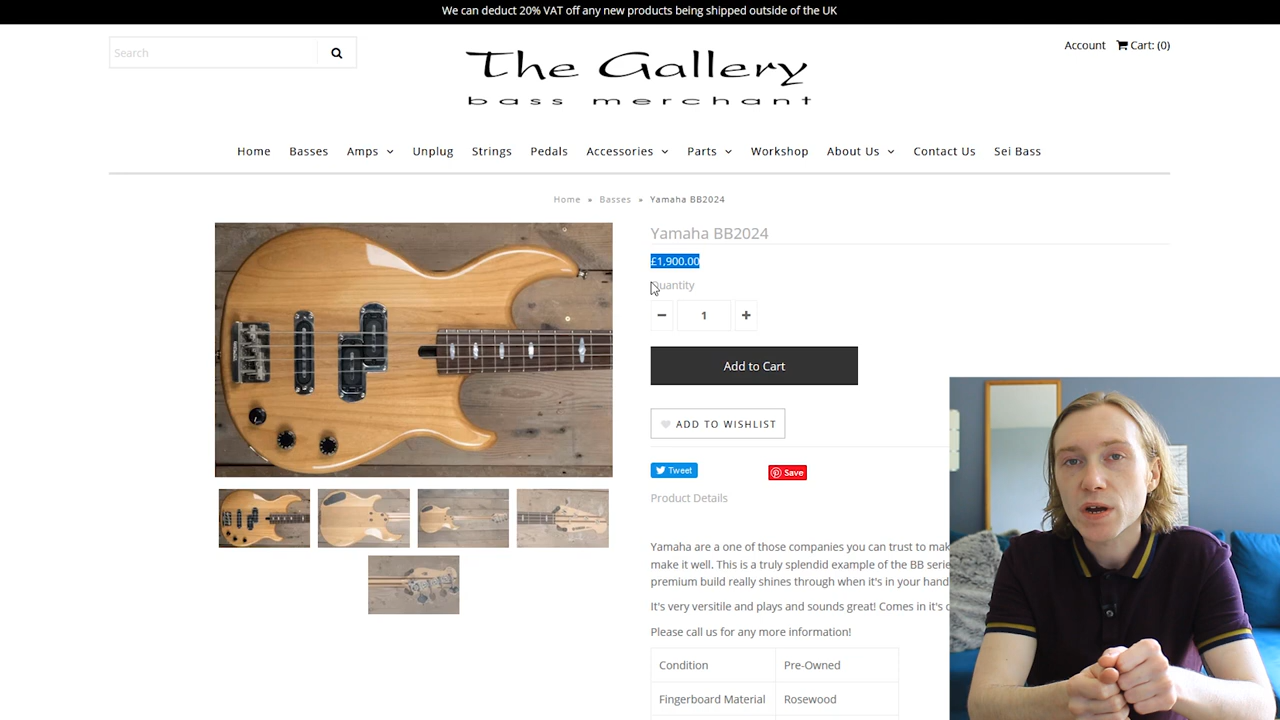 We can deduct 20% VAT off any new products being shipped outside of the UK
Search
Account Cart: (0)
The Gallery
bass merchant
Home Basses Amps Unplug Strings Pedals Accessories Parts Workshop About Us Contact Us Sei Bass
Home » Basses » Yamaha BB2024
Yamaha BB2024
£1,900.00
Quantity
1
Add to Cart
ADD TO WISHLIST
Tweet Save
Product Details
Yamaha are a one of those companies you can trust to mak
make it well. This is a truly splendid example of the BB serie
premium build really shines through when it's in your hand
It's very versitile and plays and sounds great! Comes in it's
Please call us for any more information!
Condition Pre-Owned
Fingerboard Material Rosewood